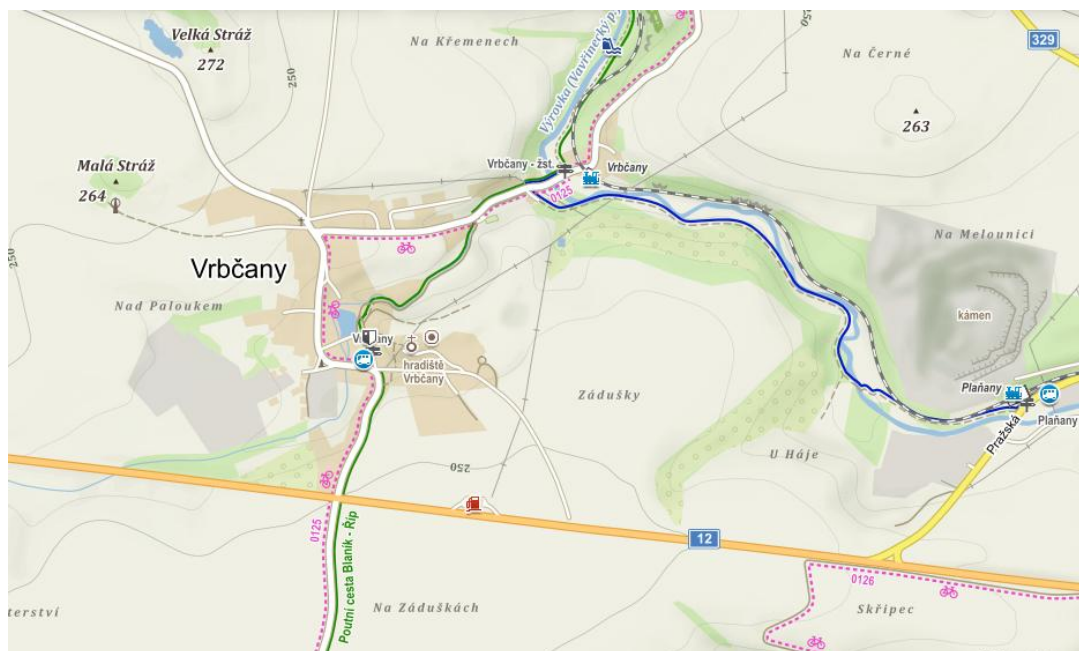 Velká Stráž
272
250
Na Křemenech
Výrovka (Vavřinecký p.)
250
Na Černé
329
263
Malá Stráž
264
Vrbčany - žst.
Vrbčany
0125
250
Vrbčany
Na Melounici
Nad Paloukem
kámen
hradiště
Vrbčany
Zádušky
Plaňany
Plaňany
Pražská
U Háje
250
0125
12
Poutní cesta Blaník - Říp
0126
Na Záduškách
Skřipec
terství